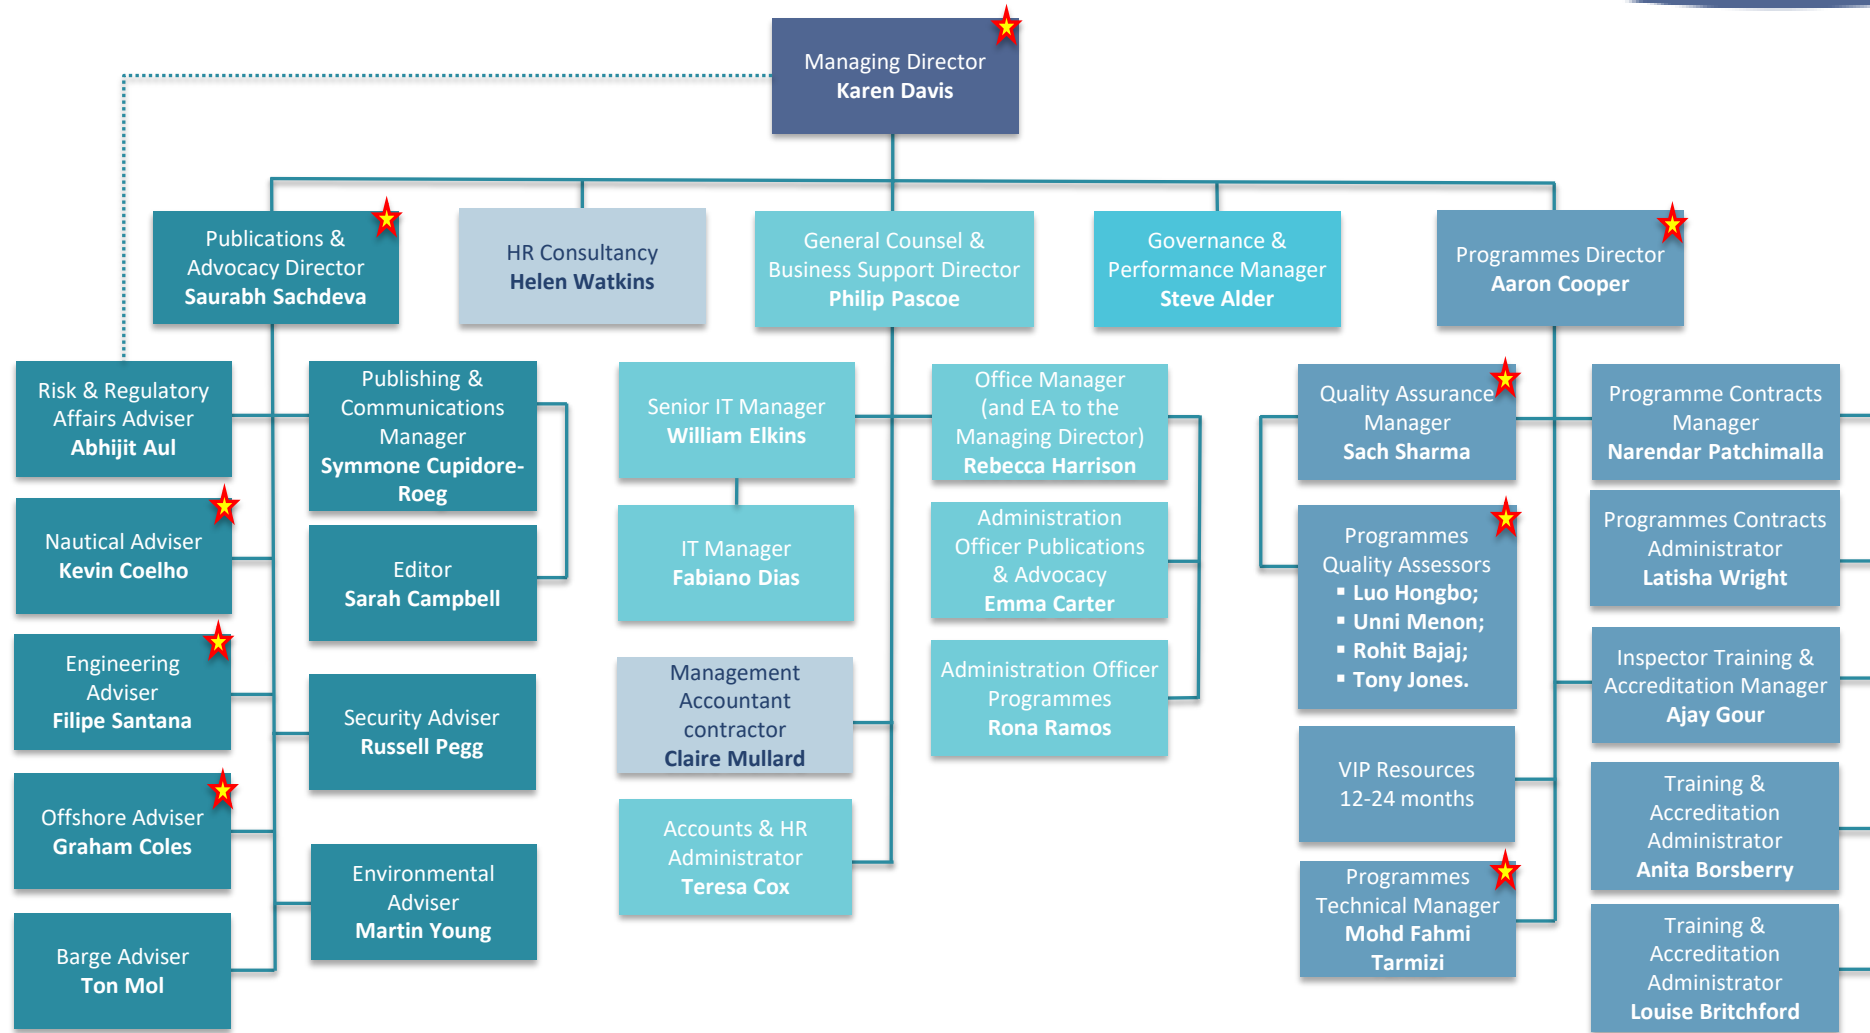 Managing Director
Karen Davis
Publications &
Advocacy Director
Saurabh Sachdeva
HR Consultancy
Helen Watkins
General Counsel &
Business Support Director
Philip Pascoe
Governance &
Performance Manager
Steve Alder
Programmes Director
Aaron Cooper
Risk & Regulatory
Affairs Adviser
Abhijit Aul
Publishing &
Communications
Manager
Symmone Cupidore-
Roeg
Nautical Adviser
Kevin Coelho
Editor
Sarah Campbell
Engineering
Adviser
Filipe Santana
Security Adviser
Russell Pegg
Offshore Adviser
Graham Coles
Environmental
Adviser
Martin Young
Barge Adviser
Ton Mol
Senior IT Manager
William Elkins
Office Manager
(and EA to the
Managing Director)
Rebecca Harrison
IT Manager
Fabiano Dias
Administration
Officer Publications
& Advocacy
Emma Carter
Management
Accountant
contractor
Claire Mullard
Administration Officer
Programmes
Rona Ramos
Accounts & HR
Administrator
Teresa Cox
Quality Assurance
Manager
Sach Sharma
Programme Contracts
Manager
Narendar Patchimalla
Programmes
Quality Assessors
▪ Luo Hongbo;
▪ Unni Menon;
▪ Rohit Bajaj;
▪ Tony Jones.
Programmes Contracts
Administrator
Latisha Wright
Inspector Training &
Accreditation Manager
Ajay Gour
VIP Resources
12-24 months
Training &
Accreditation
Administrator
Anita Borsberry
Programmes
Technical Manager
Mohd Fahmi
Tarmizi
Training &
Accreditation
Administrator
Louise Britchford